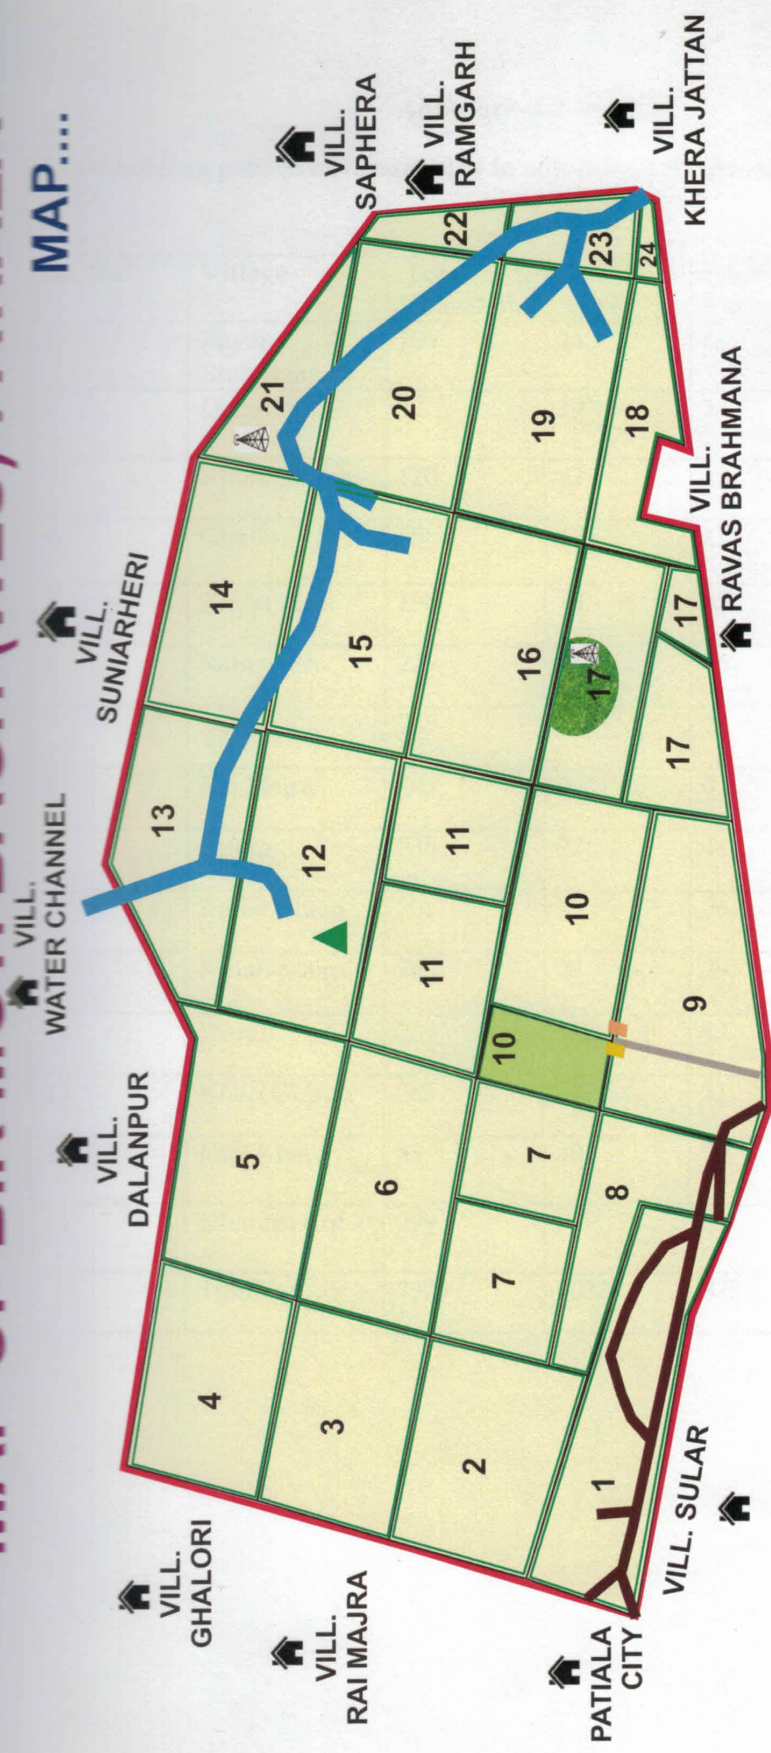 MAP....
VILL.
SAPHERA
VILL.
RAMGARH
VILL.
KHERA JATTAN
VILL.
SUNIARHERI
VILL.
RAVAS BRAHMANA
VILL.
WATER CHANNEL
VILL.
DALANPUR
VILL.
GHALORI
VILL.
RAI MAJRA
PATIALA
CITY
VILL. SULAR
22
23
24
21
20
19
18
14
15
16
17
17
17
13
12
11
11
10
10
9
5
6
7
7
8
4
3
2
1